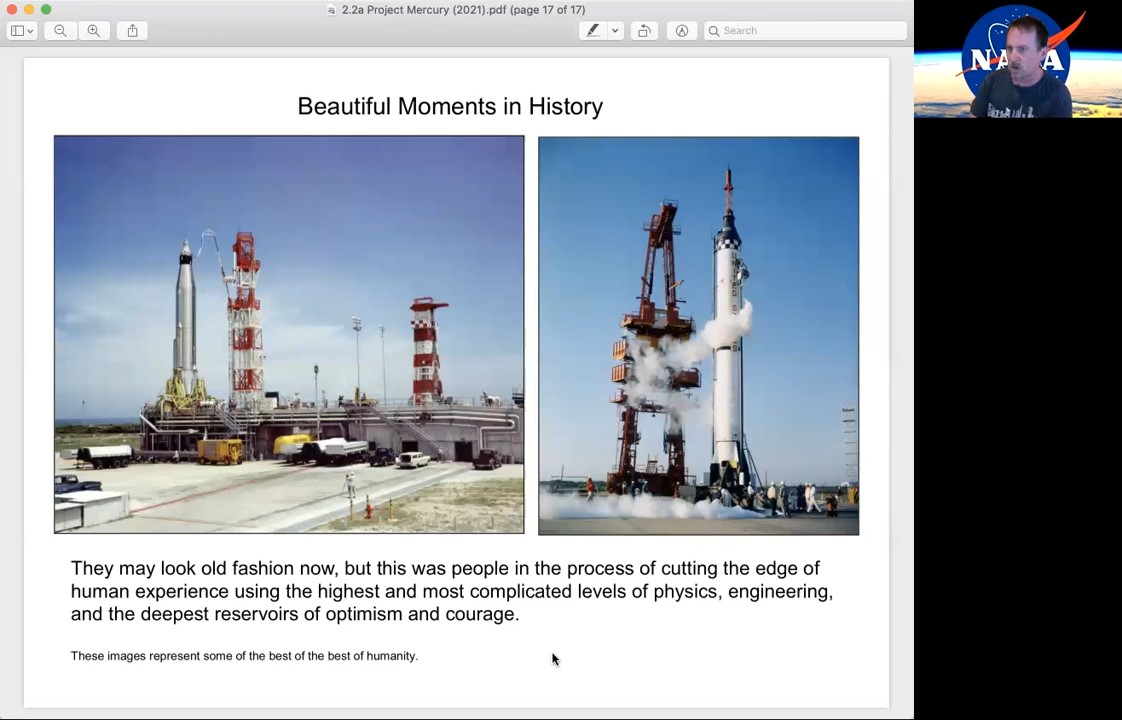 2.2a Project Mercury (2021).pdf (page 17 of 17)
Search
NASA
Beautiful Moments in History
They may look old fashion now, but this was people in the process of cutting the edge of
human experience using the highest and most complicated levels of physics, engineering,
and the deepest reservoirs of optimism and courage.
These images represent some of the best of the best of humanity.